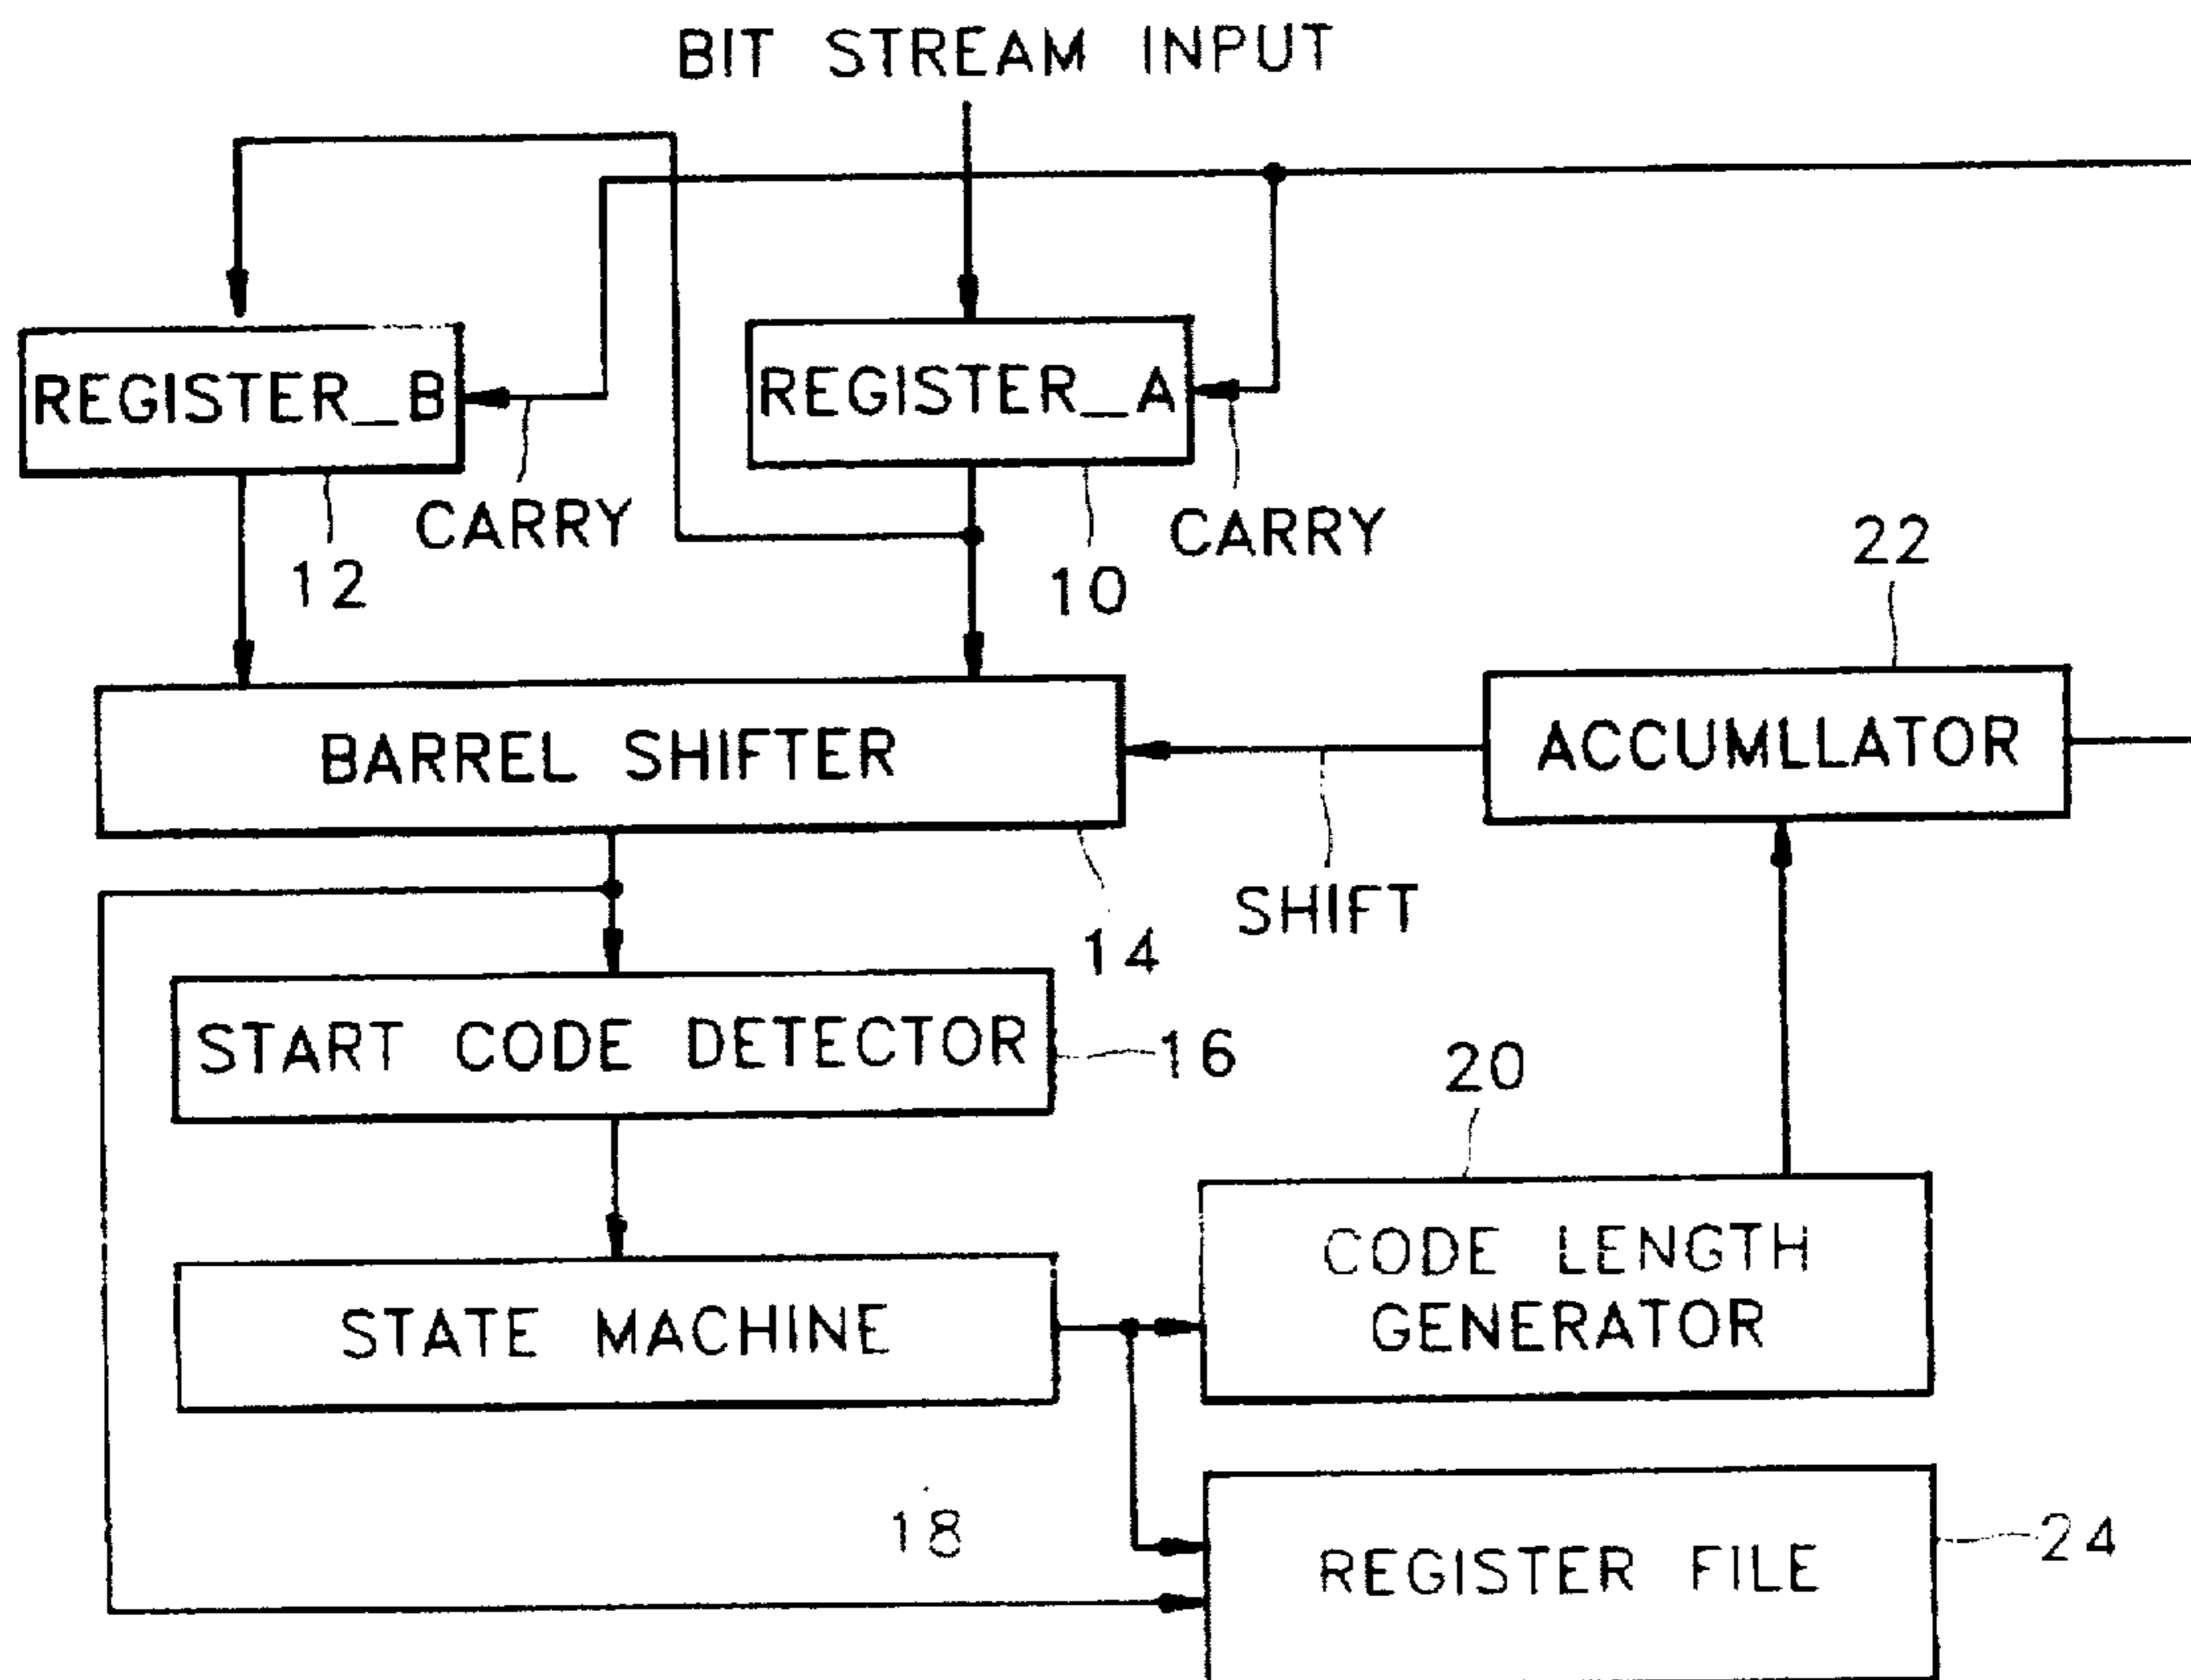 BIT STREAM INPUT
REGISTER_B
REGISTER_A
CARRY
CARRY
12
10
22
BARREL SHIFTER
ACCUMLLATOR
SHIFT
14
START CODE DETECTOR
16
20
CODE LENGTH
GENERATOR
STATE MACHINE
18
REGISTER FILE
24